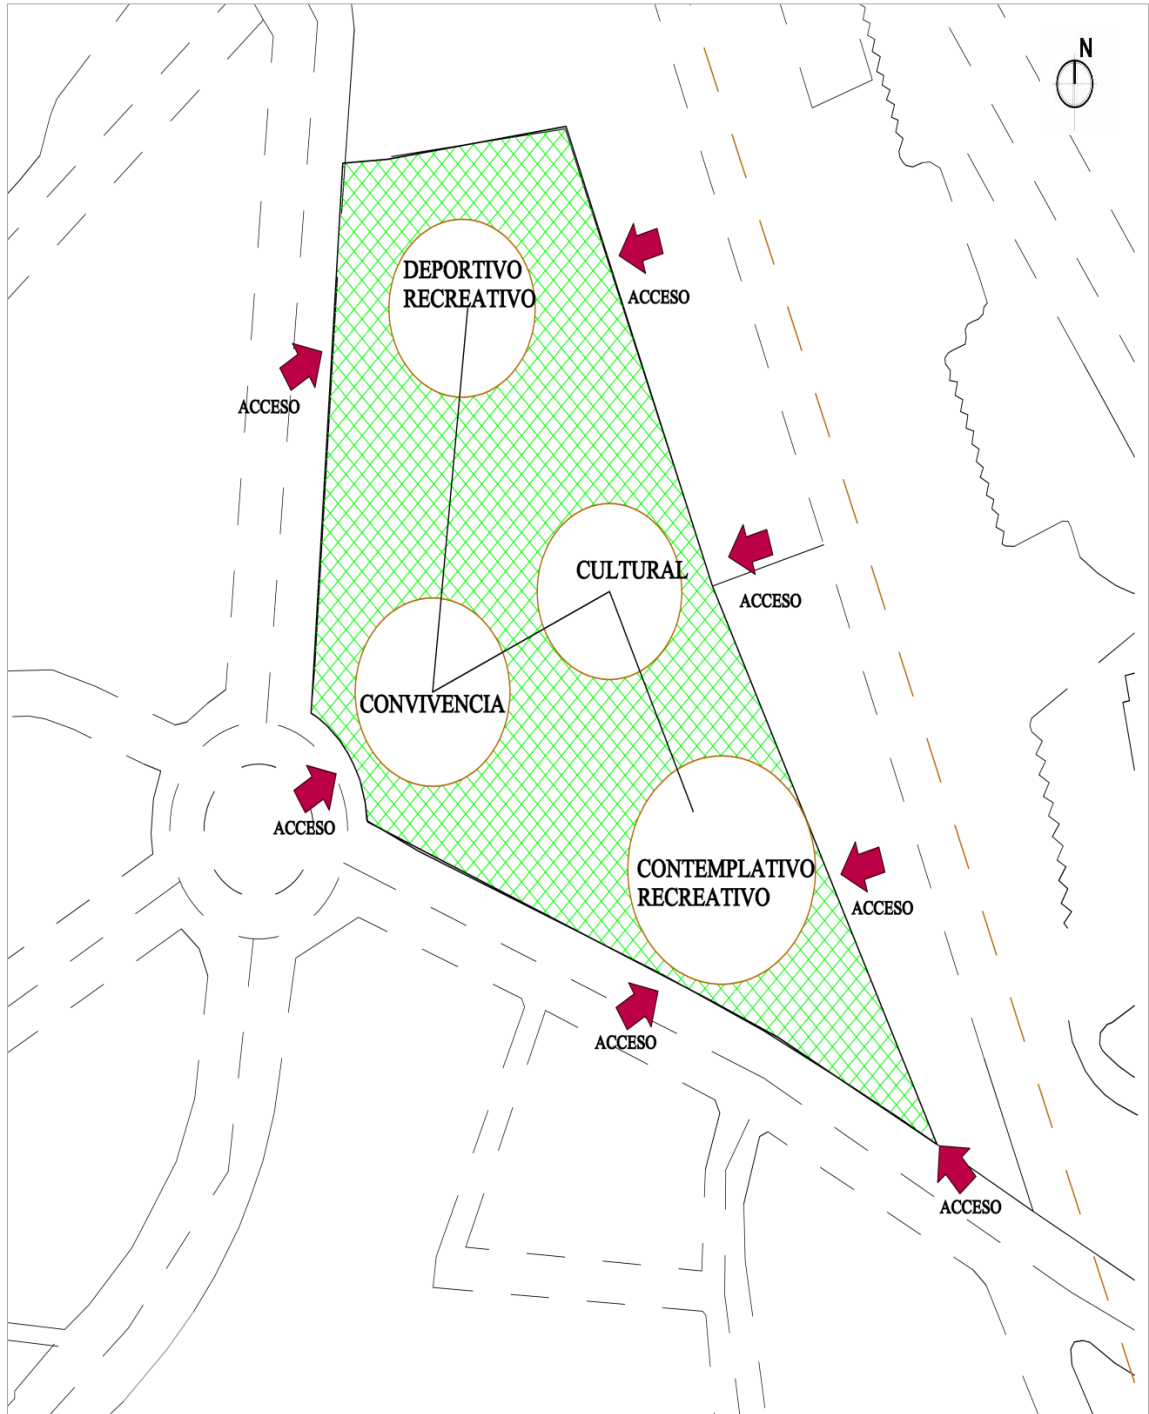 N
DEPORTIVO
RECREATIVO
ACCESO
ACCESO
CULTURAL
ACCESO
CONVIVENCIA
ACCESO
CONTEMPLATIVO
RECREATIVO
ACCESO
ACCESO
ACCESO